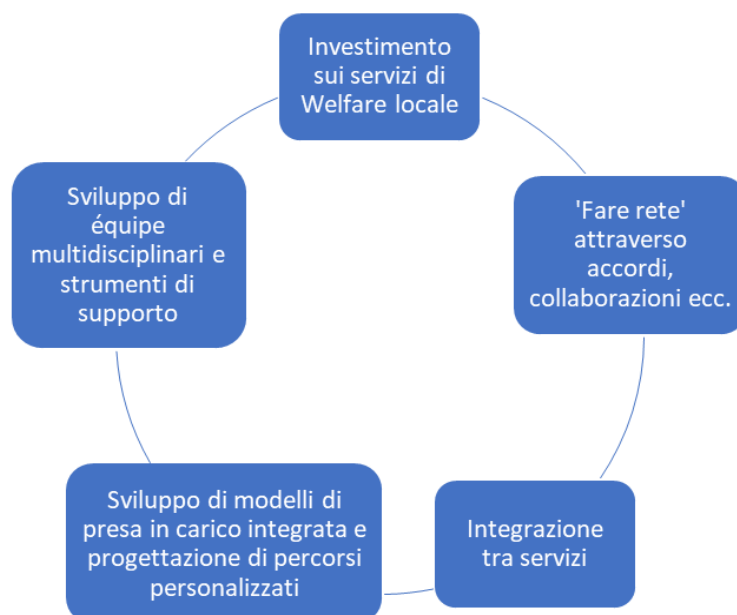 Investimento
sui servizi di
Welfare locale
'Fare rete'
attraverso
accordi,
collaborazioni ecc.
Integrazione
tra servizi
Sviluppo di modelli di
presa in carico integrata e
progettazione di percorsi
personalizzati
Sviluppo di
équipe
multidisciplinari e
strumenti di
supporto